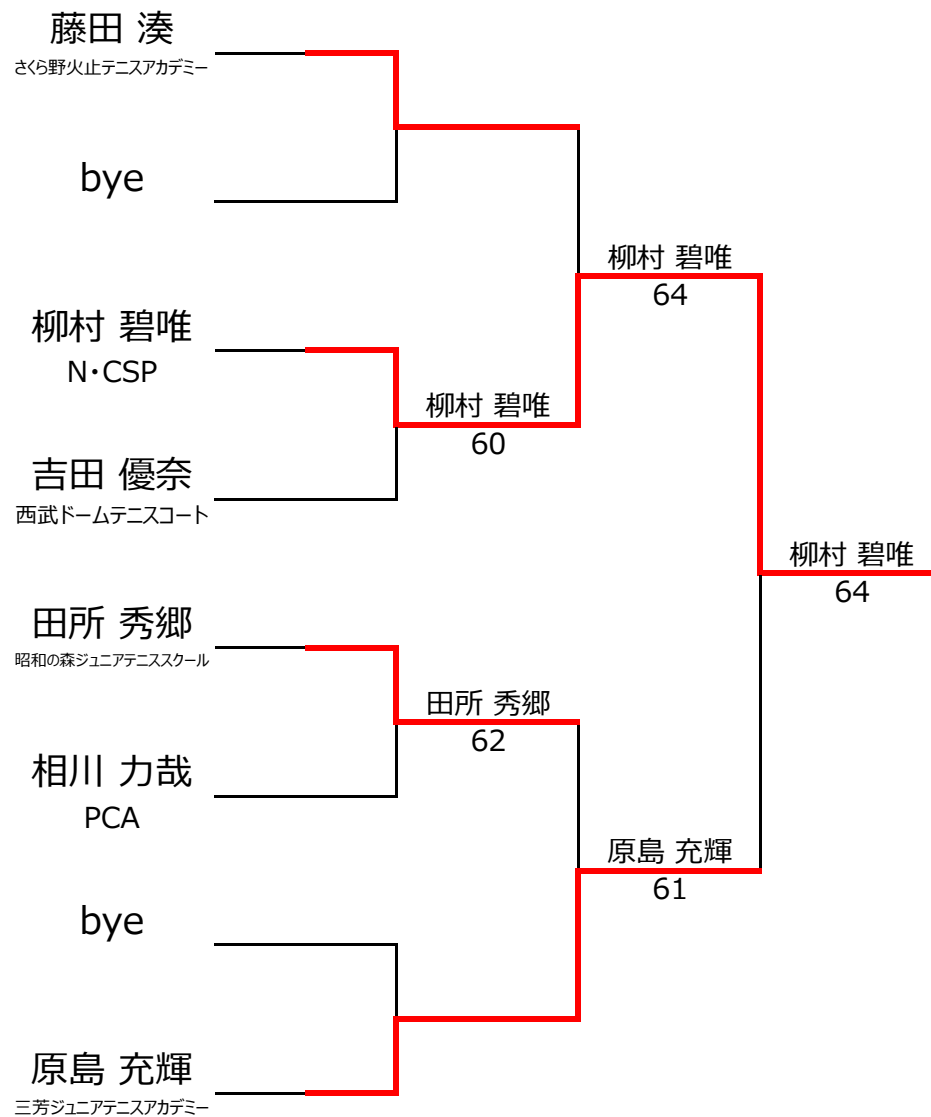 藤田 湊
さくら野火止テニスアカデミー
bye
柳村 碧唯
N・CSP
吉田 優奈
西武ドームテニスコート
田所 秀郷
昭和の森ジュニアテニススクール
相川 力哉
PCA
bye
原島 充輝
三芳ジュニアテニスアカデミー
柳村 碧唯
60
田所 秀郷
62
柳村 碧唯
64
原島 充輝
61
柳村 碧唯
64